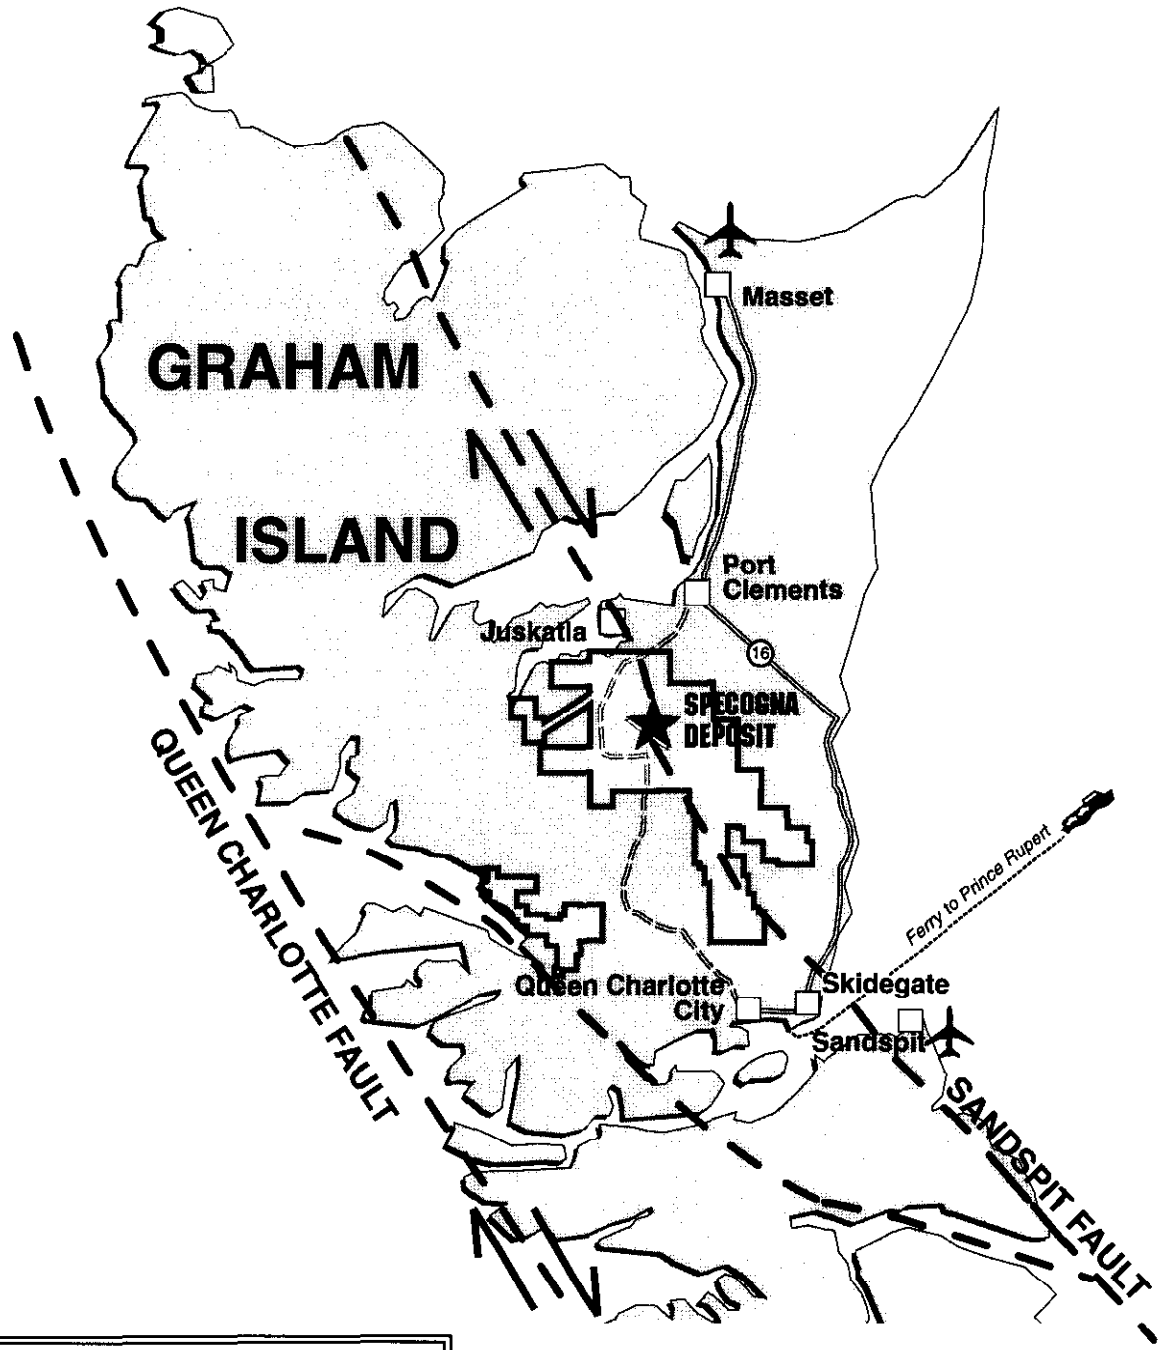 Masset
GRAHAM
ISLAND
Port
Clements
Juskatla
16
SPECOGNA
DEPOSIT
QUEEN CHARLOTTE FAULT
Ferry to Prince Rupert
Queen Charlotte
City
Skidegate
Sandspit
SANDSPIT FAULT